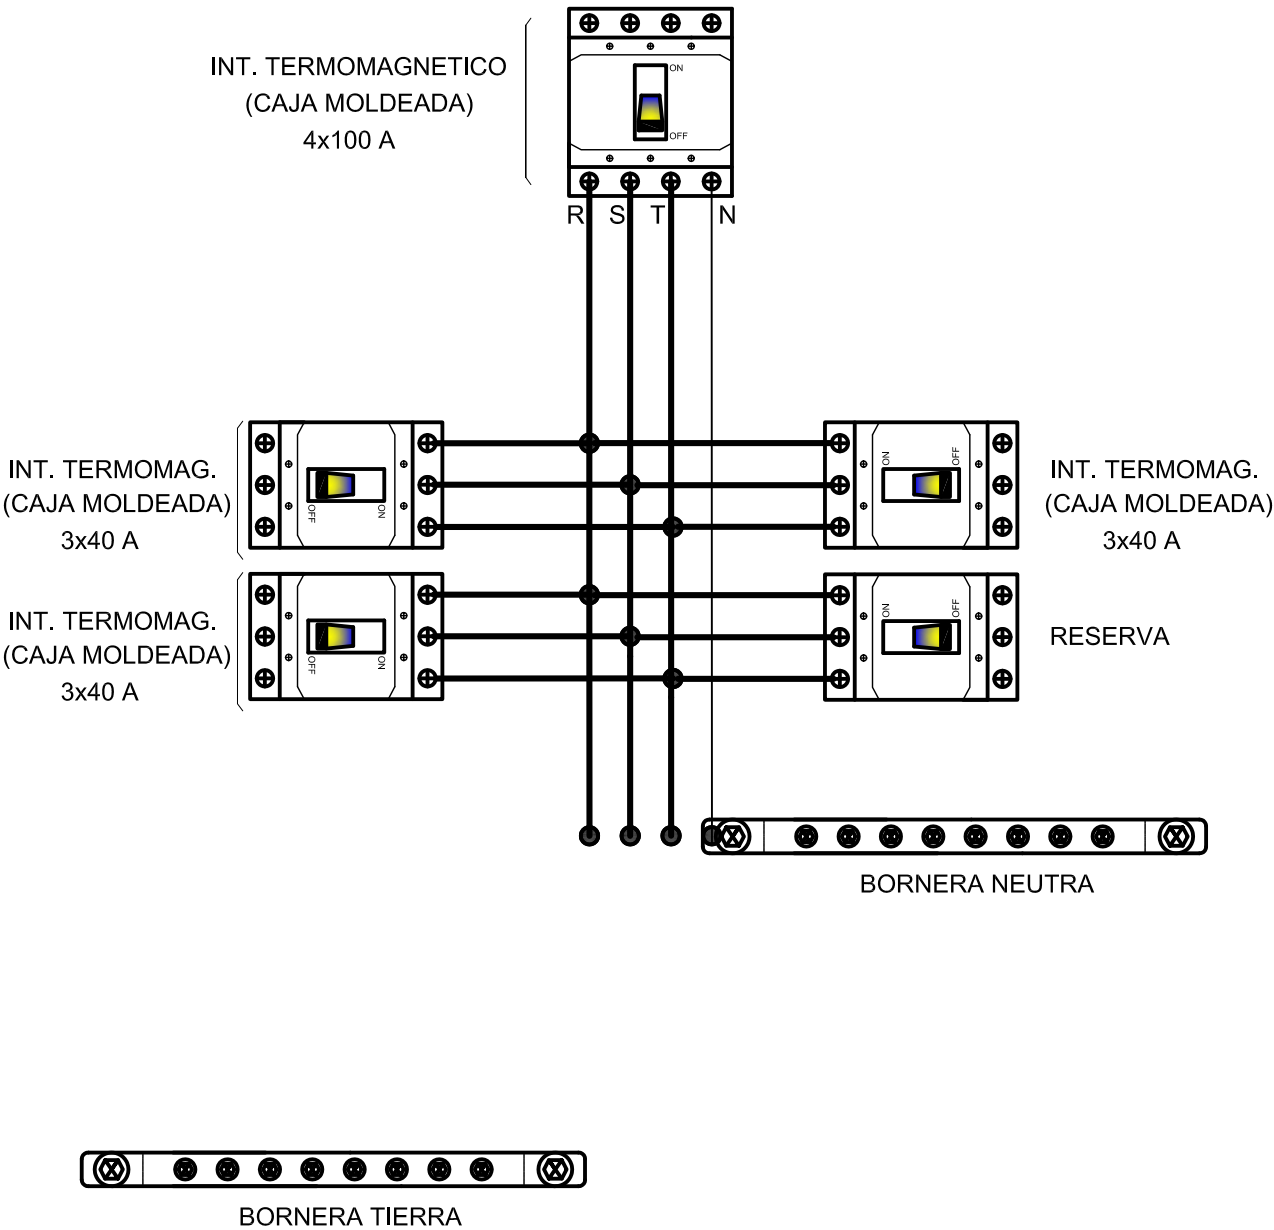 INT. TERMOMAGNETICO
(CAJA MOLDEADA)
4x100 A
ON
OFF
R S T N
INT. TERMOMAG.
(CAJA MOLDEADA)
3x40 A
OFF
ON
ON
OFF
INT. TERMOMAG.
(CAJA MOLDEADA)
3x40 A
INT. TERMOMAG.
(CAJA MOLDEADA)
3x40 A
OFF
ON
ON
OFF
RESERVA
BORNERA NEUTRA
BORNERA TIERRA